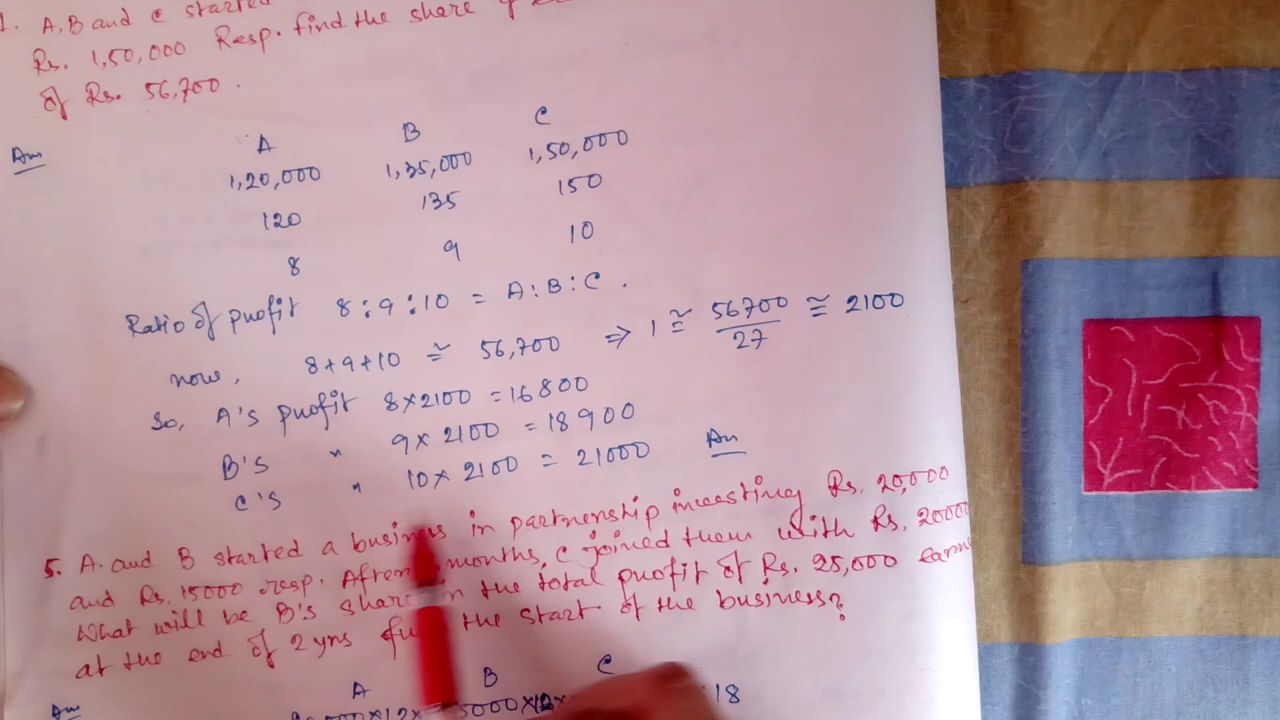 1. A, B and C started
Rs. 1,50,000 Resp. find the share of
of Rs. 56,700.
Ans
A B C
1,20,000 1,35,000 1,50,000
120 135 150
8 9 10
Ratio of profit 8:9:10 = A:B:C.
now, 8+9+10 ≅ 56,700 ⇒ 1 ≅ 56700/27 ≅ 2100
So, A's profit 8×2100 = 16800
B'S " 9×2100 = 18900
C'S " 10×2100 = 21000 Ans
5. A. and B started a business in partnership investing Rs. 20,000
and Rs. 15000 resp. After months, C joined them with Rs. 20000
What will be B's share in the total profit of Rs. 25,000
at the end of 2 yrs the start of the business?
Ans A B C